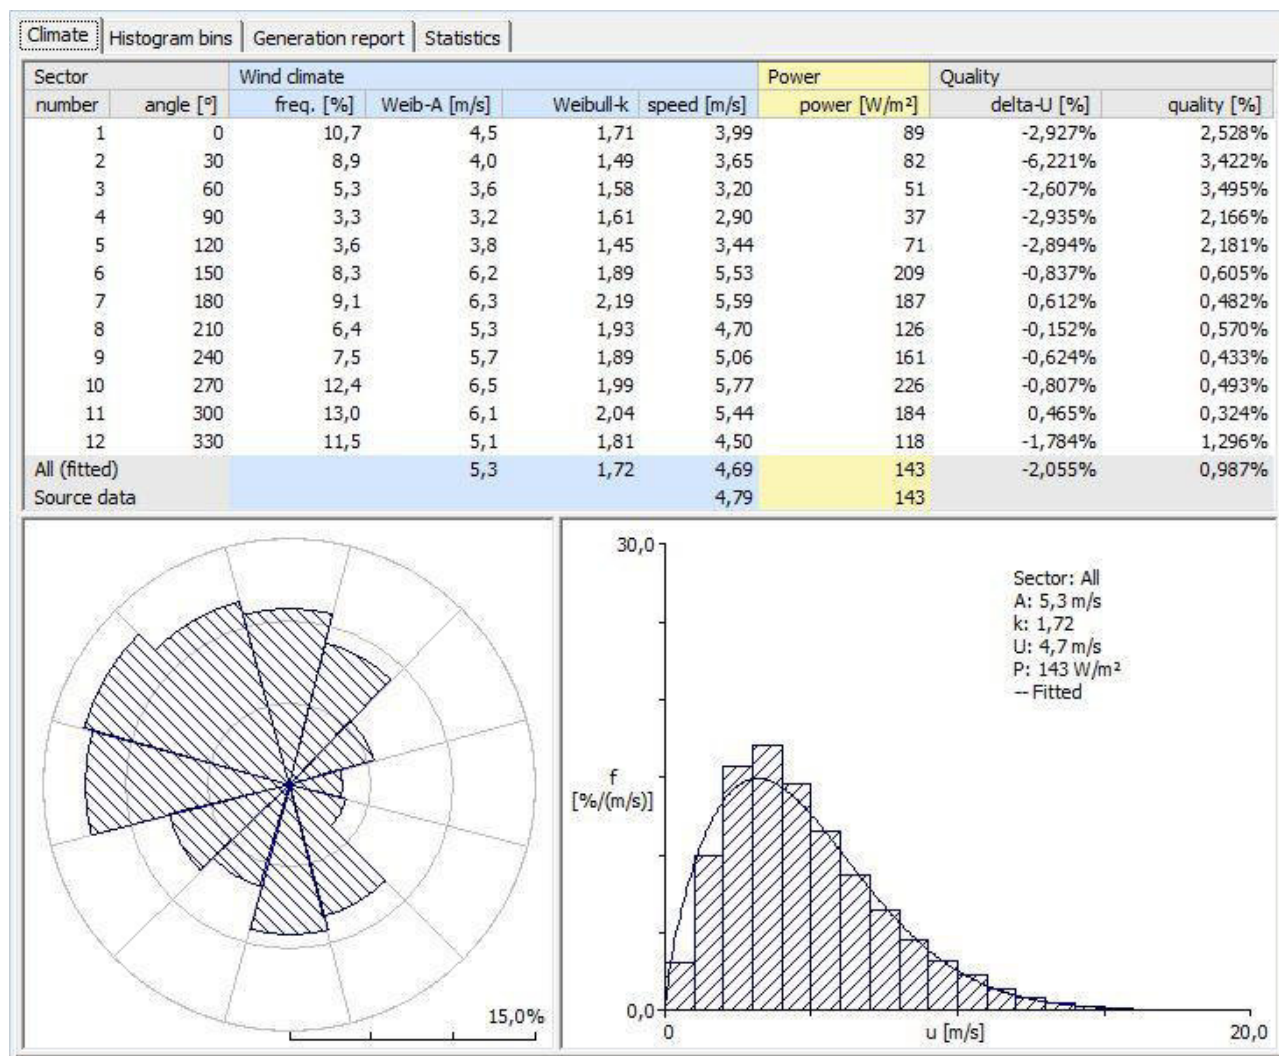 Climate Histogram bins Generation report Statistics
Sector Wind climate Power Quality
number angle [°] freq. [%] Weib-A [m/s] Weibull-k speed [m/s] power [W/m²] delta-U [%] quality [%]
1 0 10,7 4,5 1,71 3,99 89 -2,927% 2,528%
2 30 8,9 4,0 1,49 3,65 82 -6,221% 3,422%
3 60 5,3 3,6 1,58 3,20 51 -2,607% 3,495%
4 90 3,3 3,2 1,61 2,90 37 -2,935% 2,166%
5 120 3,6 3,8 1,45 3,44 71 -2,894% 2,181%
6 150 8,3 6,2 1,89 5,53 209 -0,837% 0,605%
7 180 9,1 6,3 2,19 5,59 187 0,612% 0,482%
8 210 6,4 5,3 1,93 4,70 126 -0,152% 0,570%
9 240 7,5 5,7 1,89 5,06 161 -0,624% 0,433%
10 270 12,4 6,5 1,99 5,77 226 -0,807% 0,493%
11 300 13,0 6,1 2,04 5,44 184 0,465% 0,324%
12 330 11,5 5,1 1,81 4,50 118 -1,784% 1,296%
All (fitted) 5,3 1,72 4,69 143 -2,055% 0,987%
Source data 4,79 143
15,0%
30,0
Sector: All
A: 5,3 m/s
k: 1,72
U: 4,7 m/s
P: 143 W/m²
-- Fitted
f
[%/(m/s)]
0,0
0 u [m/s] 20,0